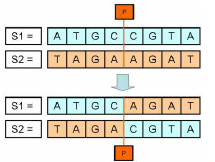 P
S1 = A T G C C G T A
S2 = T A G A A G A T
S1 = A T G C A G A T
S2 = T A G A C G T A
P